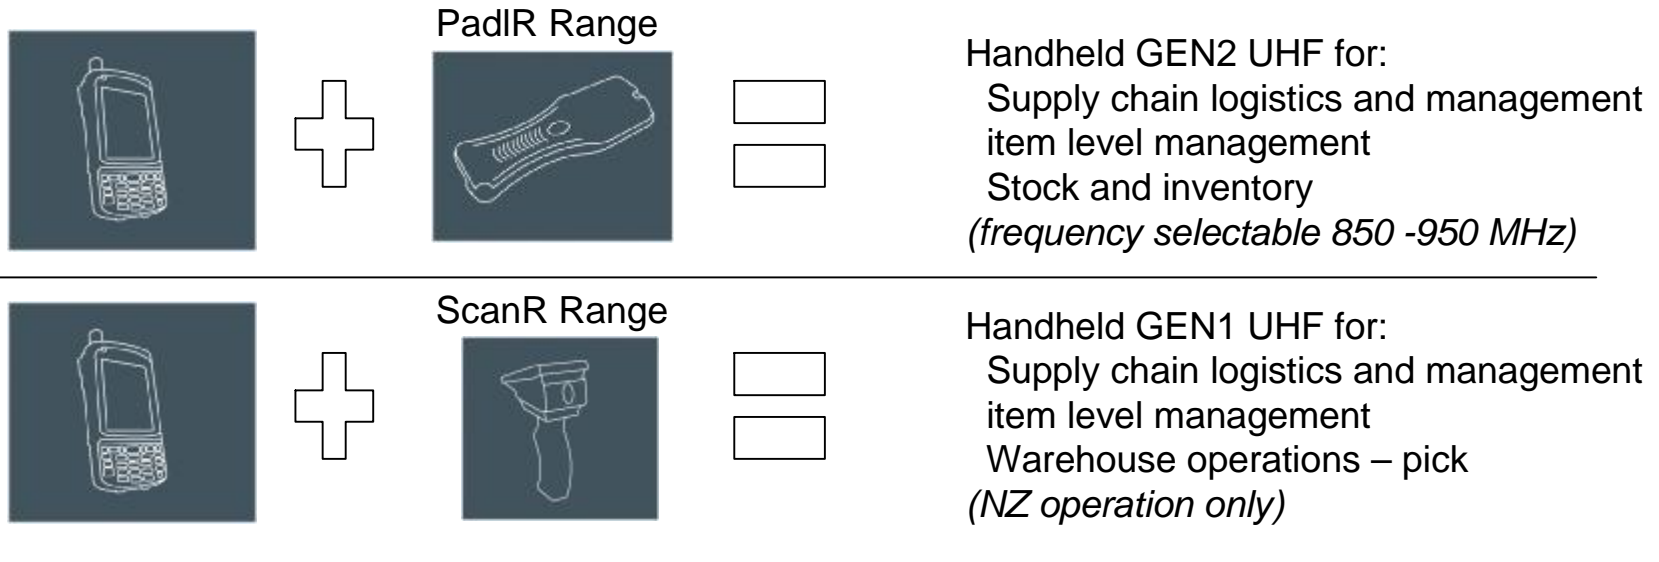 PadIR Range
Handheld GEN2 UHF for:
Supply chain logistics and management
item level management
Stock and inventory
(frequency selectable 850 -950 MHz)
ScanR Range
Handheld GEN1 UHF for:
Supply chain logistics and management
item level management
Warehouse operations – pick
(NZ operation only)